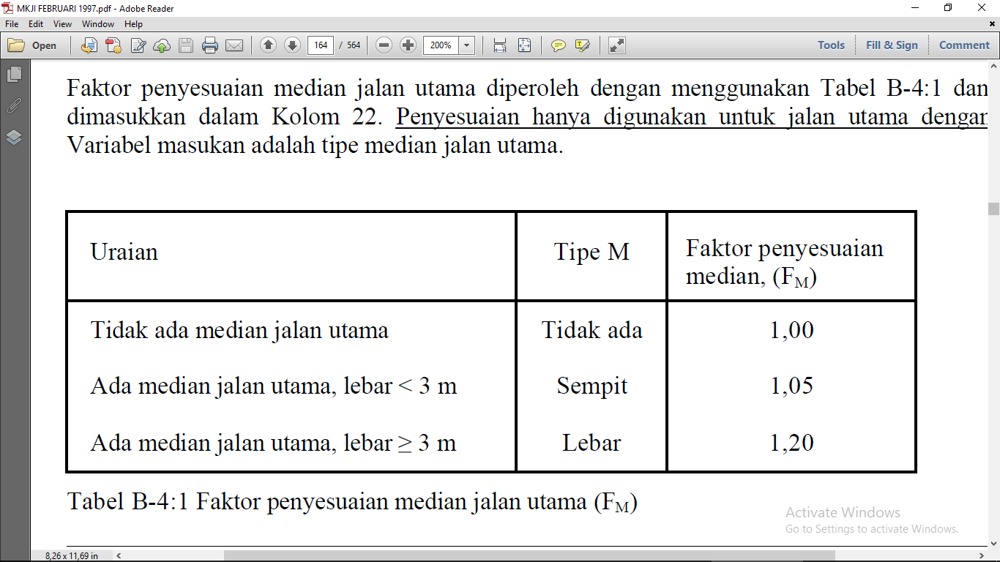 MKJI FEBRUARI 1997.pdf - Adobe Reader
File Edit View Window Help
Open 164 / 564 200% Tools Fill & Sign Comment
Faktor penyesuaian median jalan utama diperoleh dengan menggunakan Tabel B-4:1 dan
dimasukkan dalam Kolom 22. Penyesuaian hanya digunakan untuk jalan utama dengan
Variabel masukan adalah tipe median jalan utama.
Uraian Tipe M Faktor penyesuaian
median, (FM)
Tidak ada median jalan utama Tidak ada 1,00
Ada median jalan utama, lebar < 3 m Sempit 1,05
Ada median jalan utama, lebar ≥ 3 m Lebar 1,20
Tabel B-4:1 Faktor penyesuaian median jalan utama (FM)
Activate Windows
Go to Settings to activate Windows.
8,26 x 11,69 in